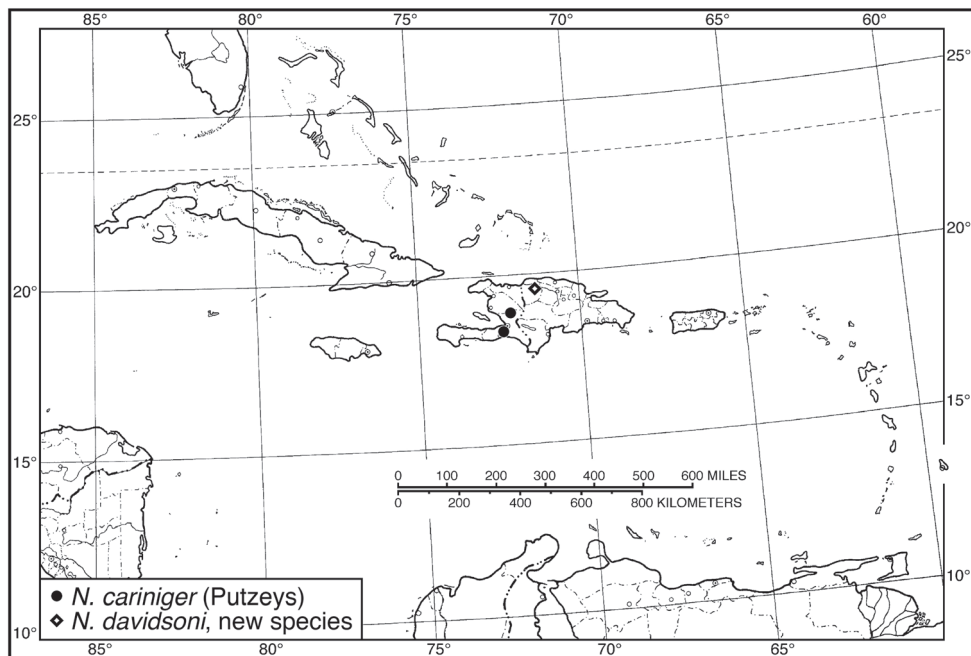 85° 80° 75° 70° 65° 60°
25°
25°
20°
20°
15°
15°
10°
10°
0 100 200 300 400 500 600 MILES
0 200 400 600 800 KILOMETERS
N. cariniger (Putzeys)
N. davidsoni, new species
85° 80° 75° 70° 65°